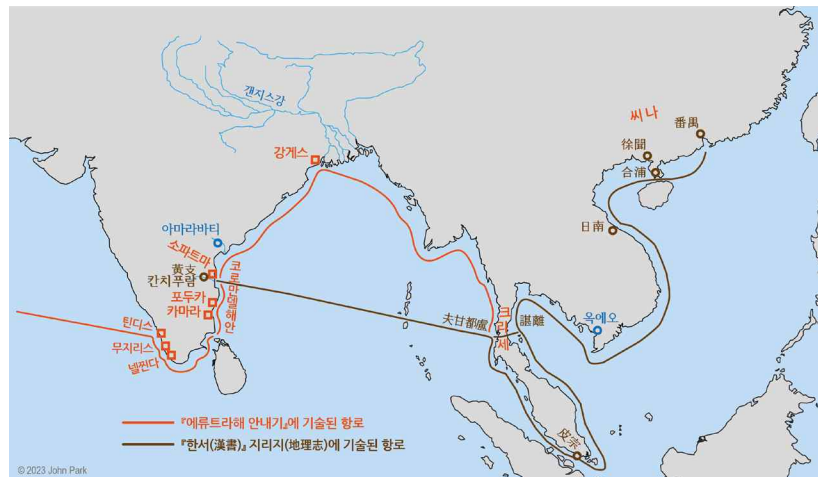 갠지스강
씨나
番禺
徐聞
合浦
강게스
日南
아마라바티
소파트마
黃支
칸치푸람
코로만델해안
포두카
카마라
틴디스
무지리스
넬낀다
夫甘都盧
크리세
諶離
옥에오
『에류트라해 안내기』에 기술된 항로
『한서(漢書)』 지리지(地理志)에 기술된 항로
皮宗
© 2023 John Park